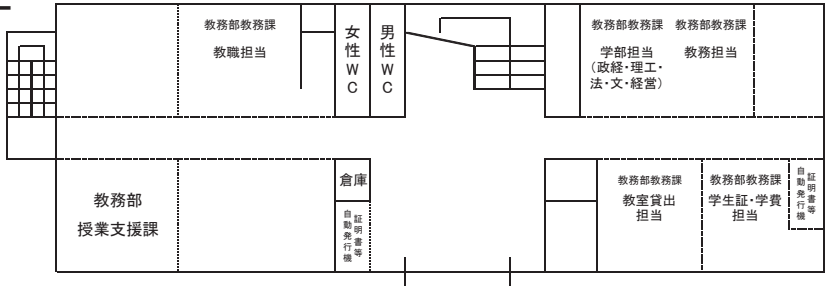 教務部教務課
教職担当
女性WC
男性WC
教務部教務課
学部担当
(政経・理工・
法・文・経営)
教務部教務課
教務担当
教務部
授業支援課
倉庫
証明書等
自動発行機
教務部教務課
教室貸出
担当
教務部教務課
学生証・学費
担当
証明書等
自動発行機